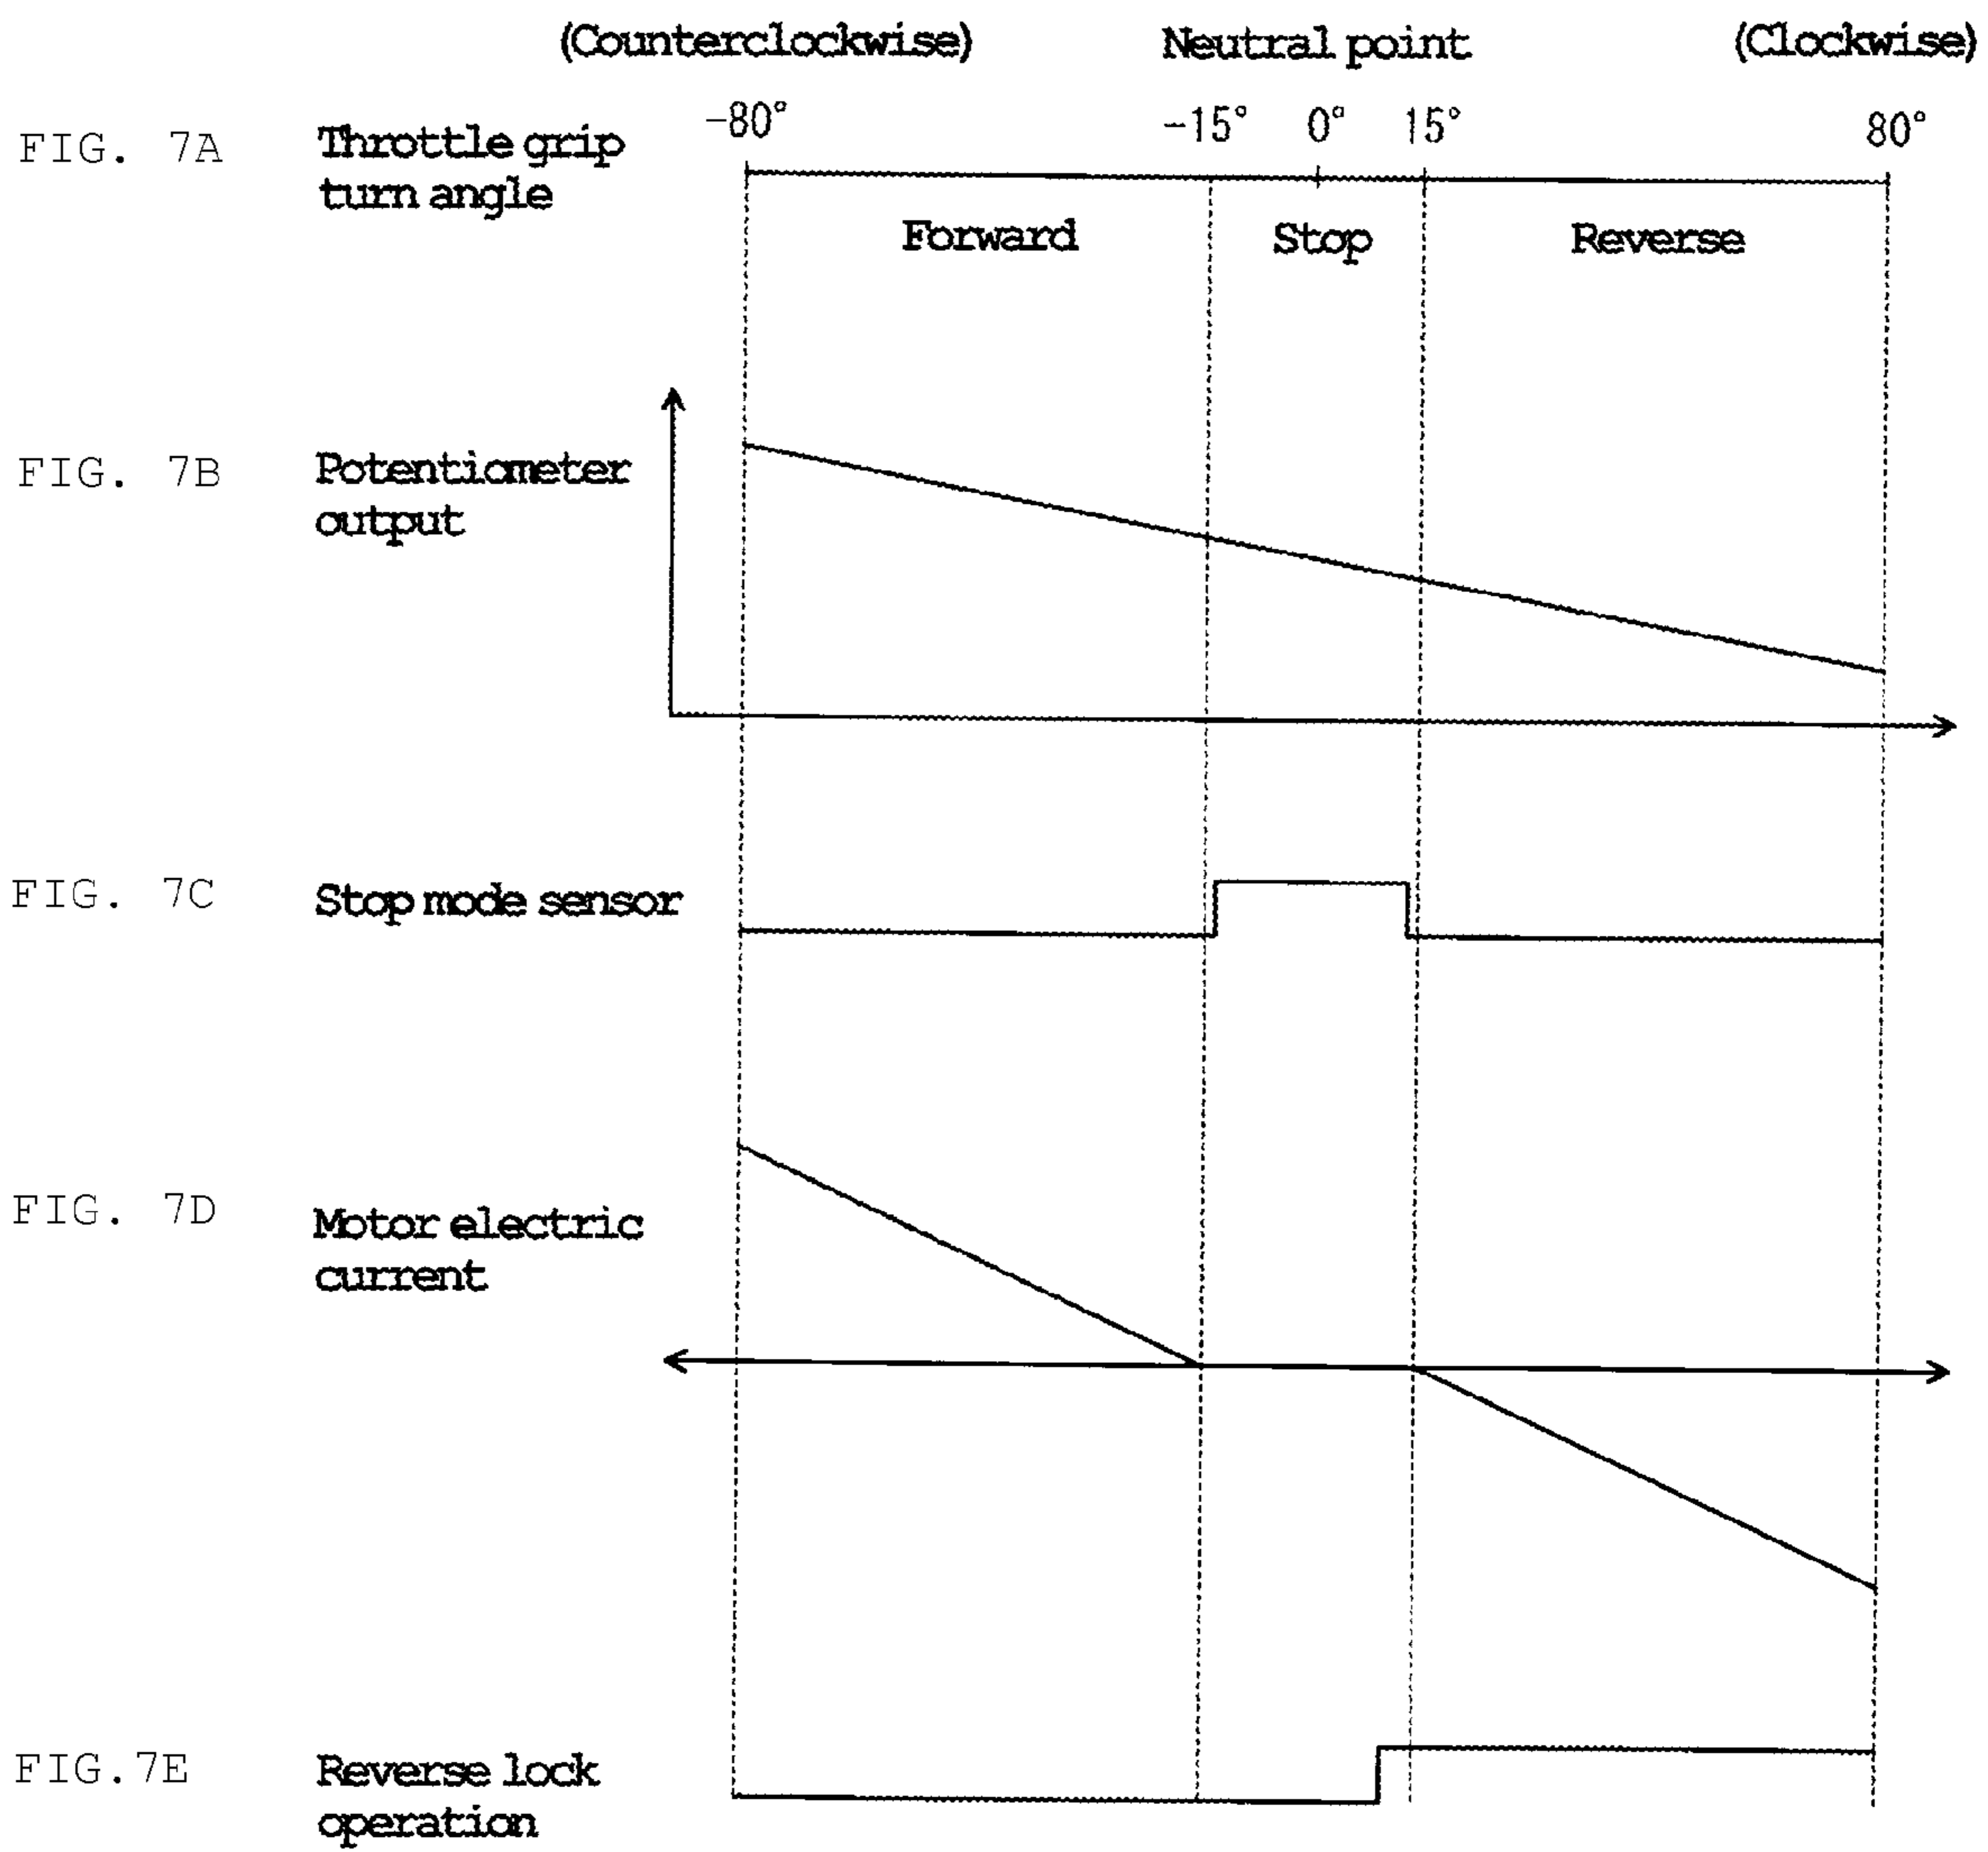 (Counterclockwise) Neutral point (Clockwise)
-80° -15° 0° 15° 80°
FIG. 7A Throttle grip
turn angle
Forward Stop Reverse
FIG. 7B Potentiometer
output
FIG. 7C Stop mode sensor
FIG. 7D Motor electric
current
FIG.7E Reverse lock
operation